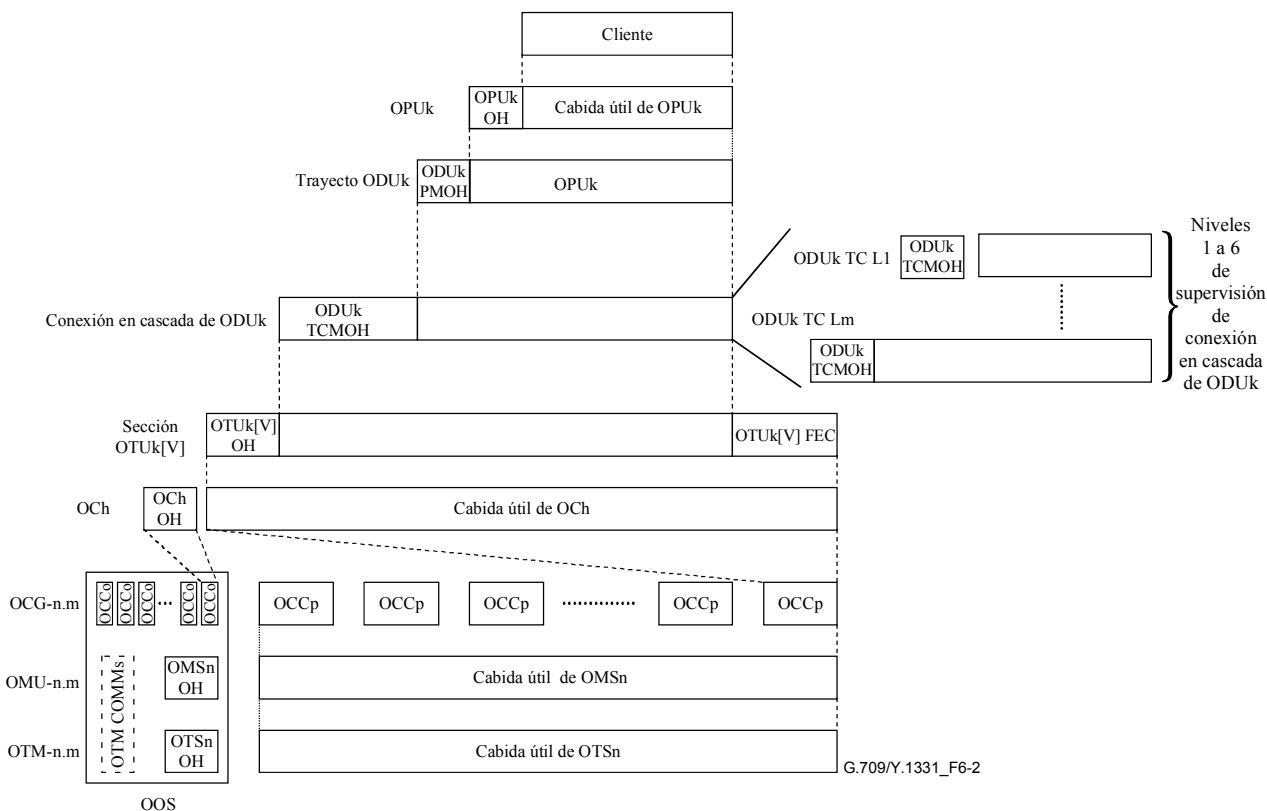 Cliente
OPUk
OPUk
OH
Cabida útil de OPUk
Trayecto ODUk
ODUk
PMOH
OPUk
ODUk TC L1
ODUk
TCMOH
Niveles
1 a 6
de
supervisión
de
conexión
en cascada
de ODUk
Conexión en cascada de ODUk
ODUk
TCMOH
ODUk TC Lm
ODUk
TCMOH
Sección
OTUk[V]
OTUk[V]
OH
OTUk[V] FEC
OCh
OCh
OH
Cabida útil de OCh
OCG-n.m
OCCo
OCCo
OCCo
OCCo
OCCo
OCCp
OCCp
OCCp
OCCp
OCCp
OMU-n.m
OTM COMMs
OMSn
OH
Cabida útil de OMSn
OTM-n.m
OTSn
OH
Cabida útil de OTSn
G.709/Y.1331_F6-2
OOS